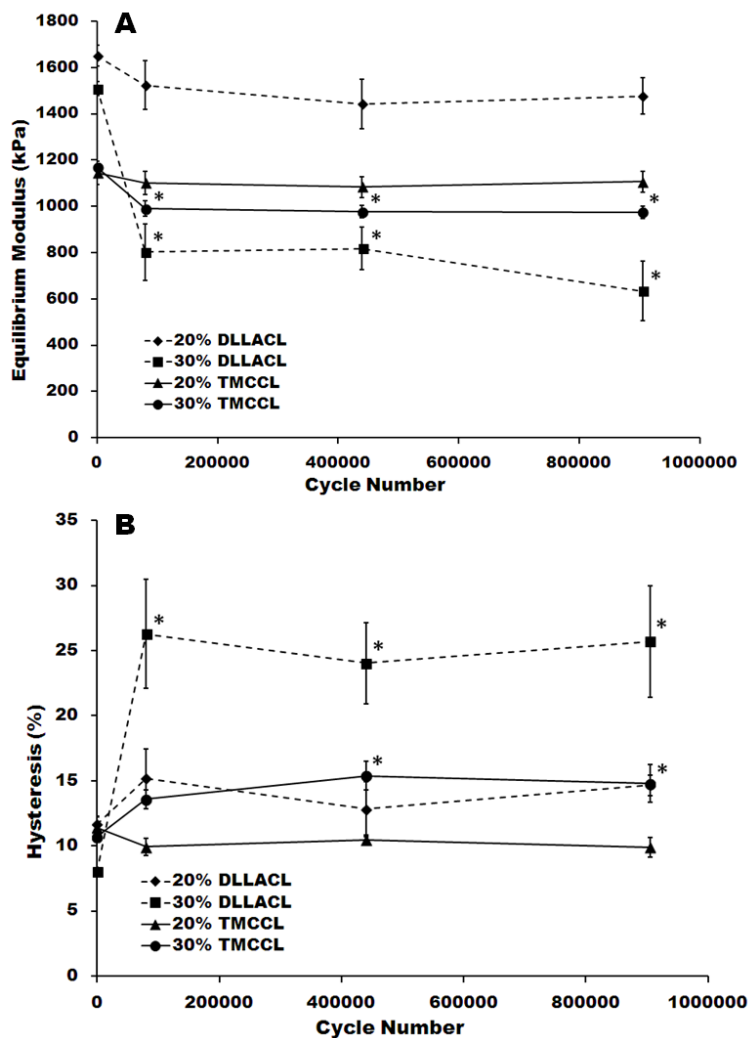 A
1800
1600
1400
1200
1000
800
600
400
200
0
Equilibrium Modulus (kPa)
* * *
* * *
20% DLLACL
30% DLLACL
20% TMCCL
30% TMCCL
0 200000 400000 600000 800000 1000000
Cycle Number
B
35
30
25
20
15
10
5
0
Hysteresis (%)
* * *
* *
20% DLLACL
30% DLLACL
20% TMCCL
30% TMCCL
0 200000 400000 600000 800000 1000000
Cycle Number